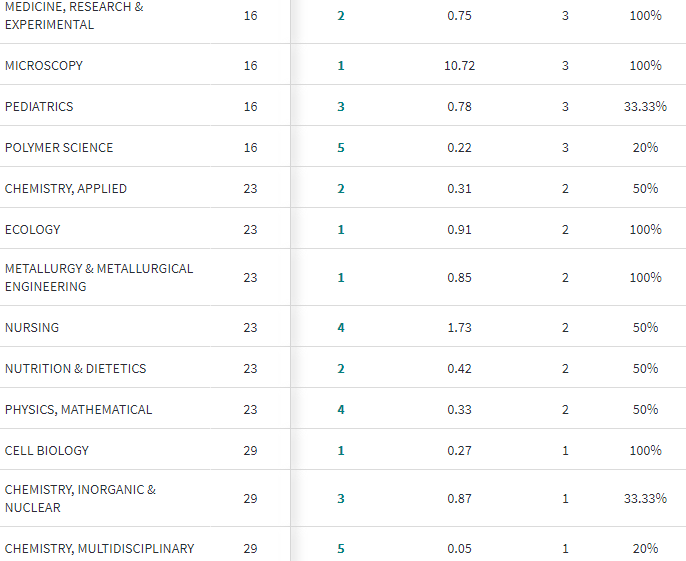 MEDICINE, RESEARCH &
EXPERIMENTAL 16 2 0.75 3 100%
MICROSCOPY 16 1 10.72 3 100%
PEDIATRICS 16 3 0.78 3 33.33%
POLYMER SCIENCE 16 5 0.22 3 20%
CHEMISTRY, APPLIED 23 2 0.31 2 50%
ECOLOGY 23 1 0.91 2 100%
METALLURGY & METALLURGICAL
ENGINEERING 23 1 0.85 2 100%
NURSING 23 4 1.73 2 50%
NUTRITION & DIETETICS 23 2 0.42 2 50%
PHYSICS, MATHEMATICAL 23 4 0.33 2 50%
CELL BIOLOGY 29 1 0.27 1 100%
CHEMISTRY, INORGANIC &
NUCLEAR 29 3 0.87 1 33.33%
CHEMISTRY, MULTIDISCIPLINARY 29 5 0.05 1 20%